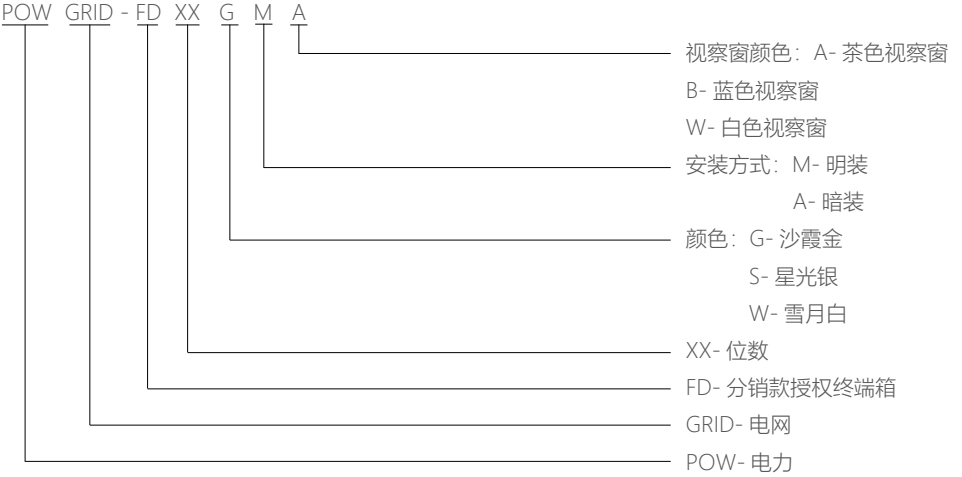 POW GRID - FD XX G M A
视察窗颜色：A- 茶色视察窗
B- 蓝色视察窗
W- 白色视察窗
安装方式：M- 明装
A- 暗装
颜色：G- 沙霞金
S- 星光银
W- 雪月白
XX- 位数
FD- 分销款授权终端箱
GRID- 电网
POW- 电力